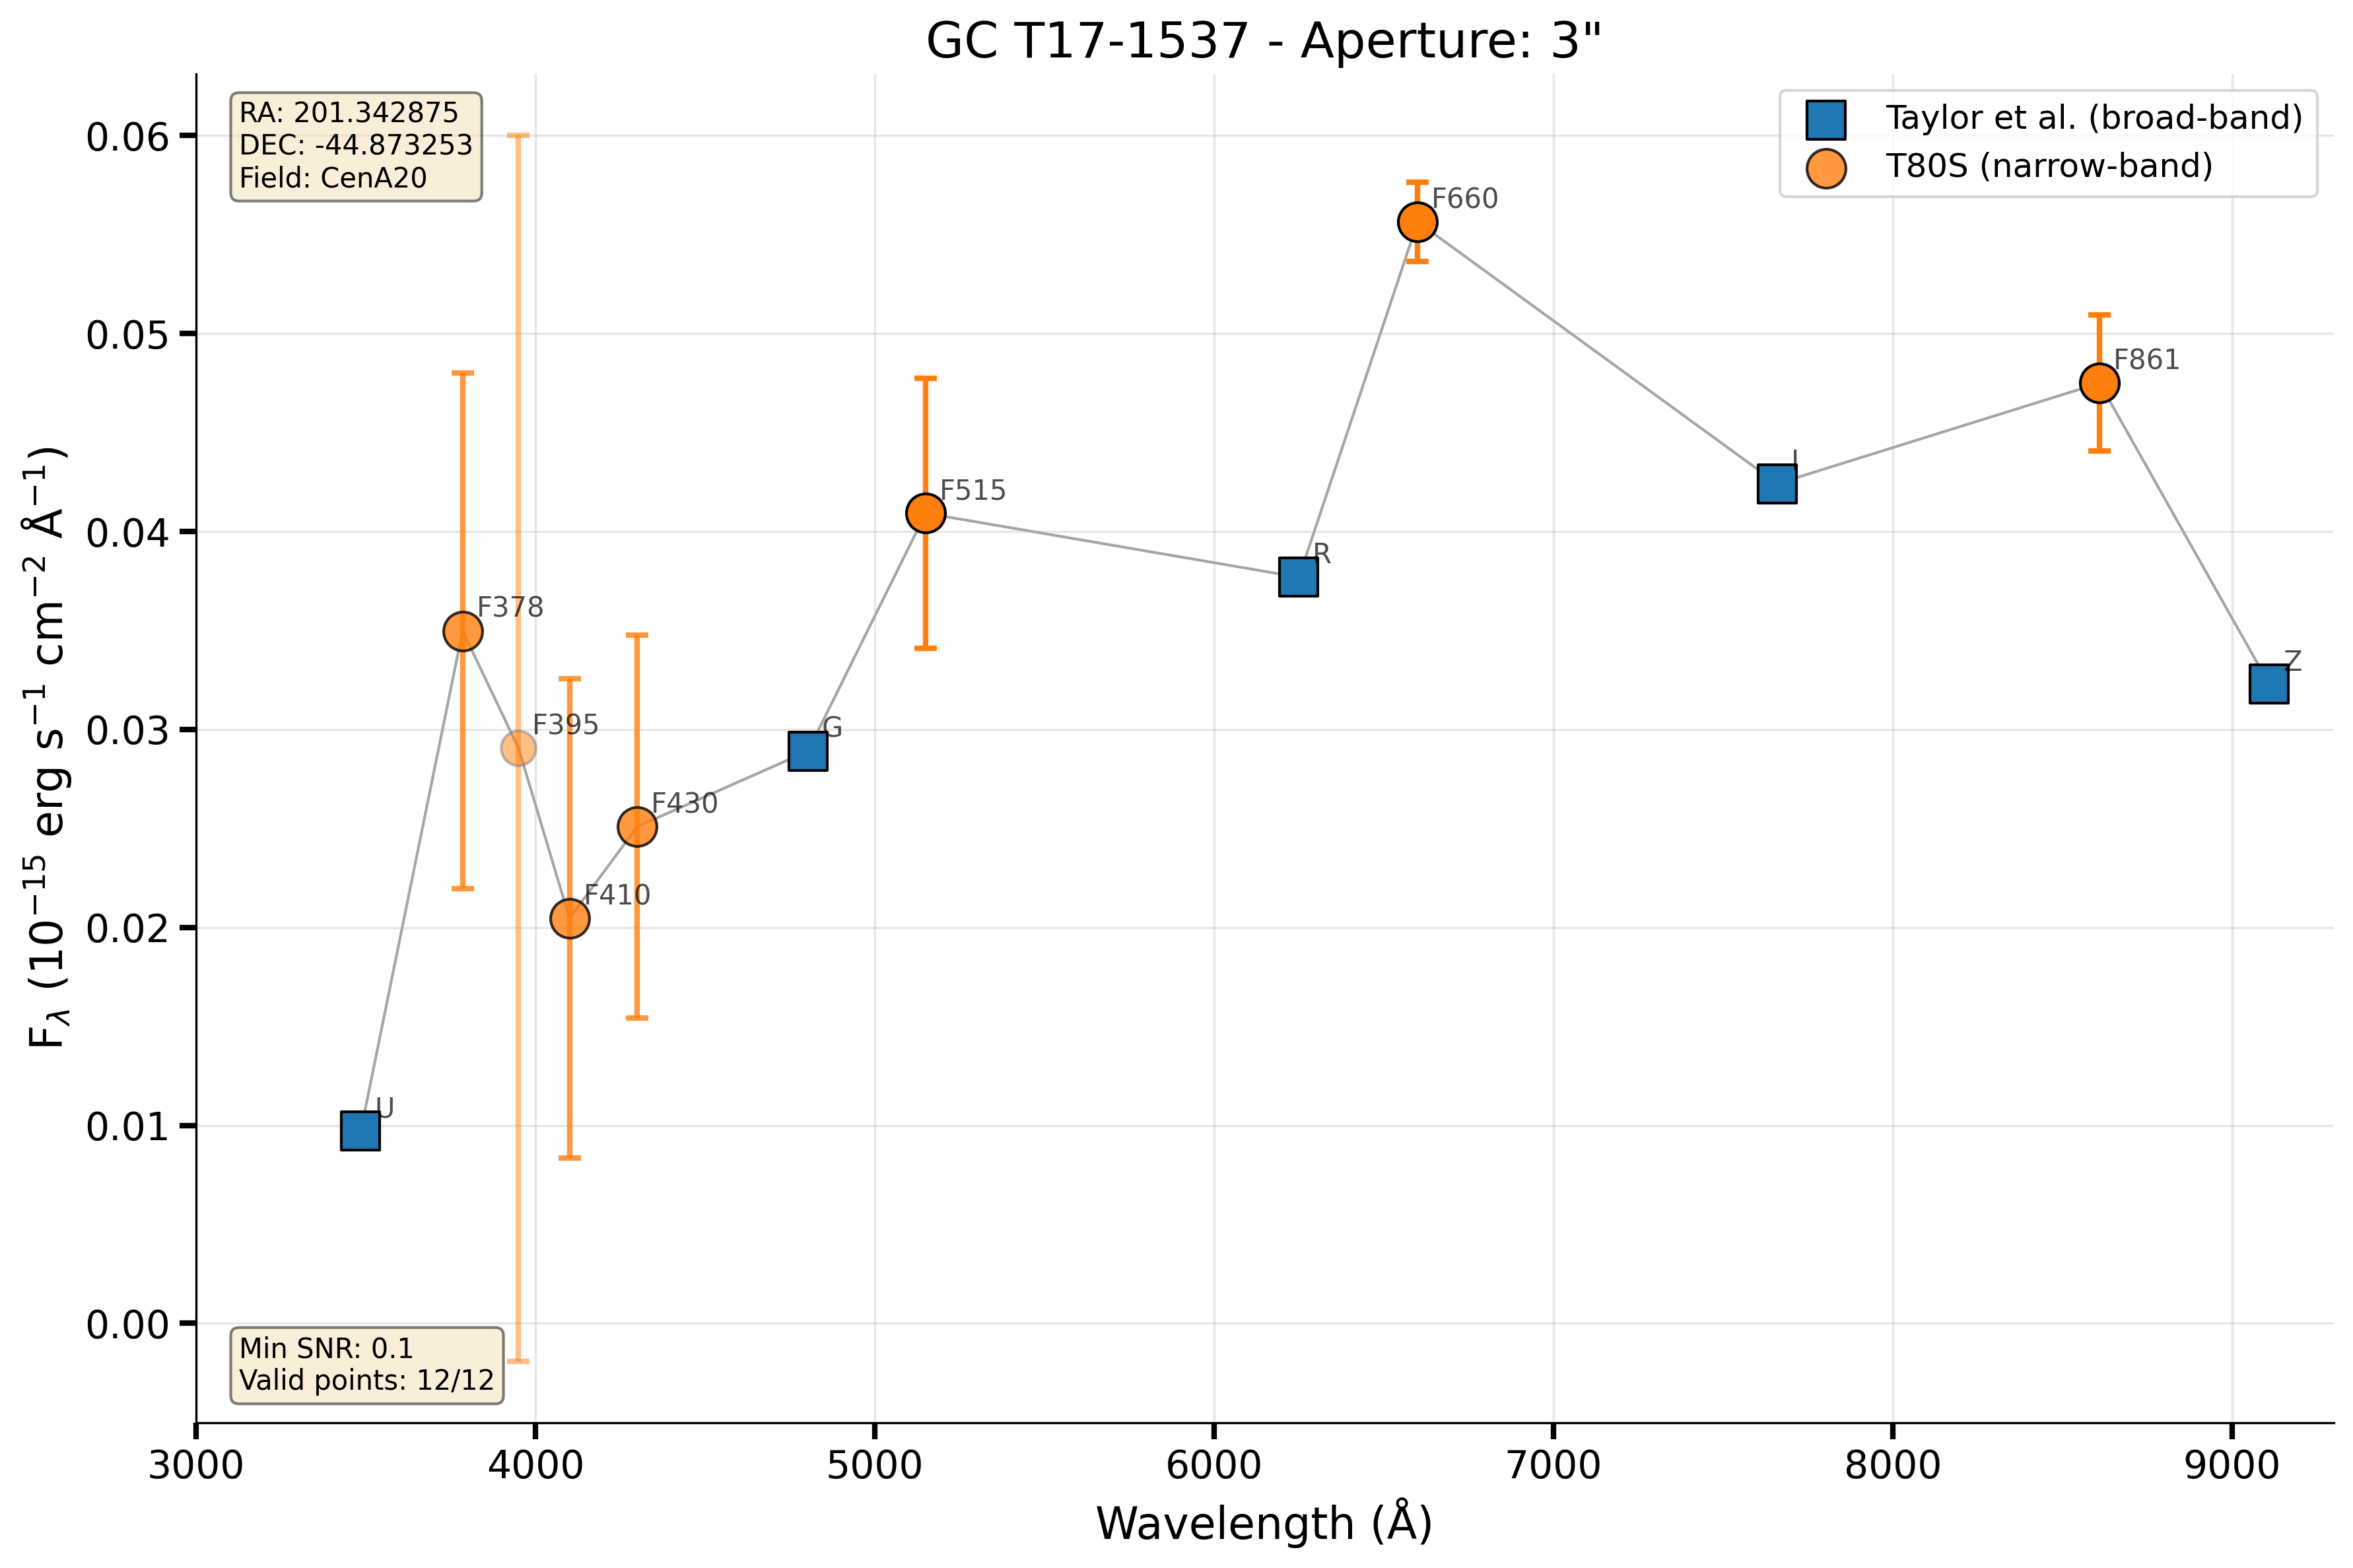 GC T17-1537 - Aperture: 3"
RA: 201.342875
DEC: -44.873253
Field: CenA20
Taylor et al. (broad-band)
T80S (narrow-band)
F660
F861
F515
F378
F395
F430
F410
U
G
R
I
Z
0.06
0.05
0.04
0.03
0.02
0.01
0.00
F$_{λ}$ (10$^{−15}$ erg s$^{−1}$ cm$^{−2}$ Å$^{−1}$)
Min SNR: 0.1
Valid points: 12/12
3000 4000 5000 6000 7000 8000 9000
Wavelength (Å)